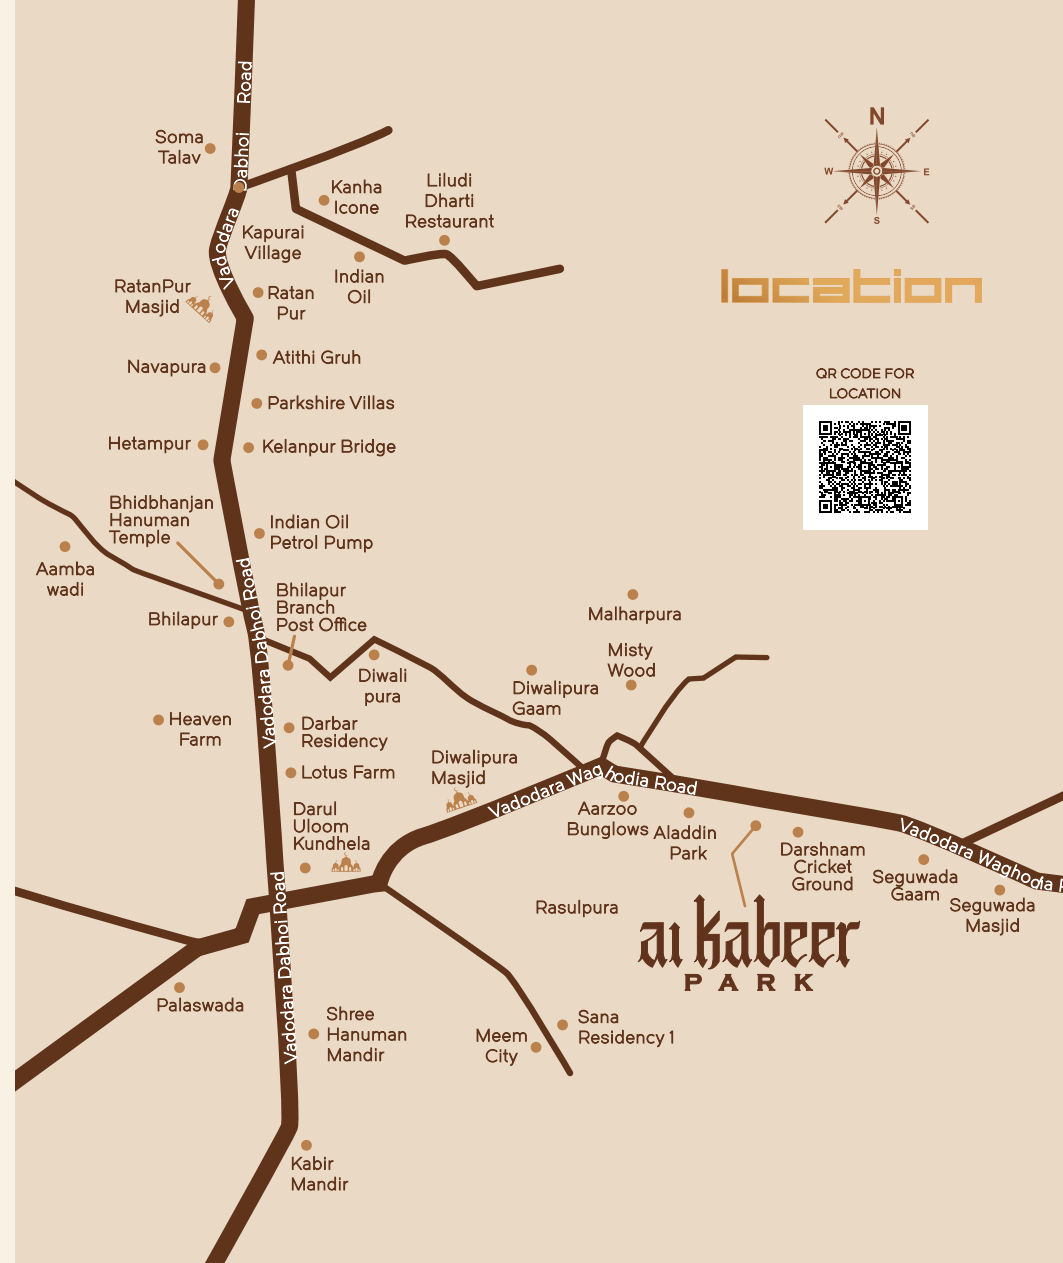 Vadodara Dabhoi Road
Soma
Talav
N
W
E
S
Kanha
Icone
Liludi
Dharti
Restaurant
Kapurai
Village
Indian
Oil
location
RatanPur
Masjid
Ratan
Pur
Navapura
Atithi Gruh
QR CODE FOR
LOCATION
Parkshire Villas
Hetampur
Kelanpur Bridge
Bhidbhanjan
Hanuman
Temple
Indian Oil
Petrol Pump
Aamba
wadi
Vadodara Dabhoi Road
Bhilapur
Bhilapur
Branch
Post Office
Malharpura
Misty
Wood
Diwali
pura
Diwalipura
Gaam
Heaven
Farm
Darbar
Residency
Lotus Farm
Diwalipura
Masjid
Vadodara Waghodia Road
Darul
Uloom
Kundhela
Aarzoo
Bunglows
Aladdin
Park
Darshnam
Cricket
Ground
Vadodara Waghodia R
Seguwada
Gaam
Seguwada
Masjid
Vadodara Dabhoi Road
Rasulpura
al kabeer
PARK
Palaswada
Shree
Hanuman
Mandir
Meem
City
Sana
Residency 1
Kabir
Mandir